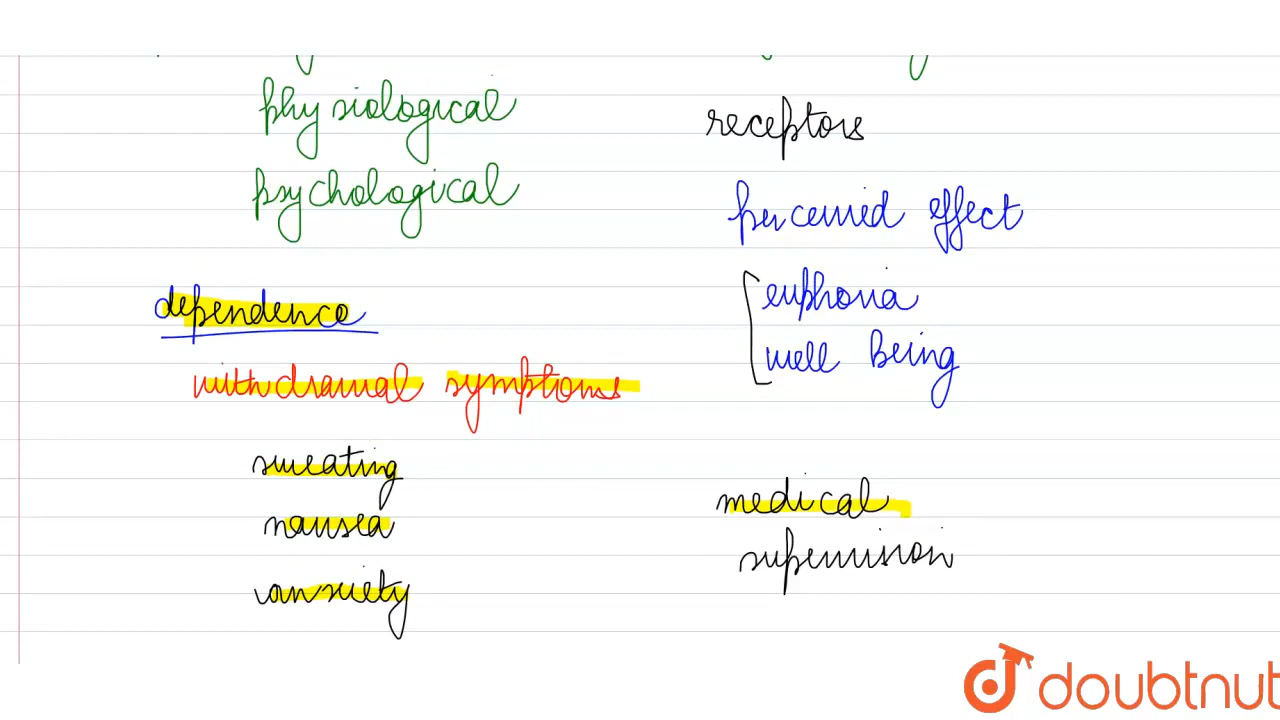 physiological
psychological
dependence
withdrawal symptoms
sweating
nausea
anxiety
receptors
perceived effect
euphoria
well being
medical
supervision
doubtnut